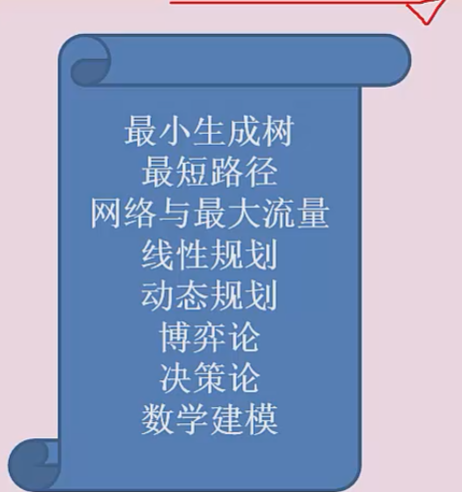 最小生成树
最短路径
网络与最大流量
线性规划
动态规划
博弈论
决策论
数学建模